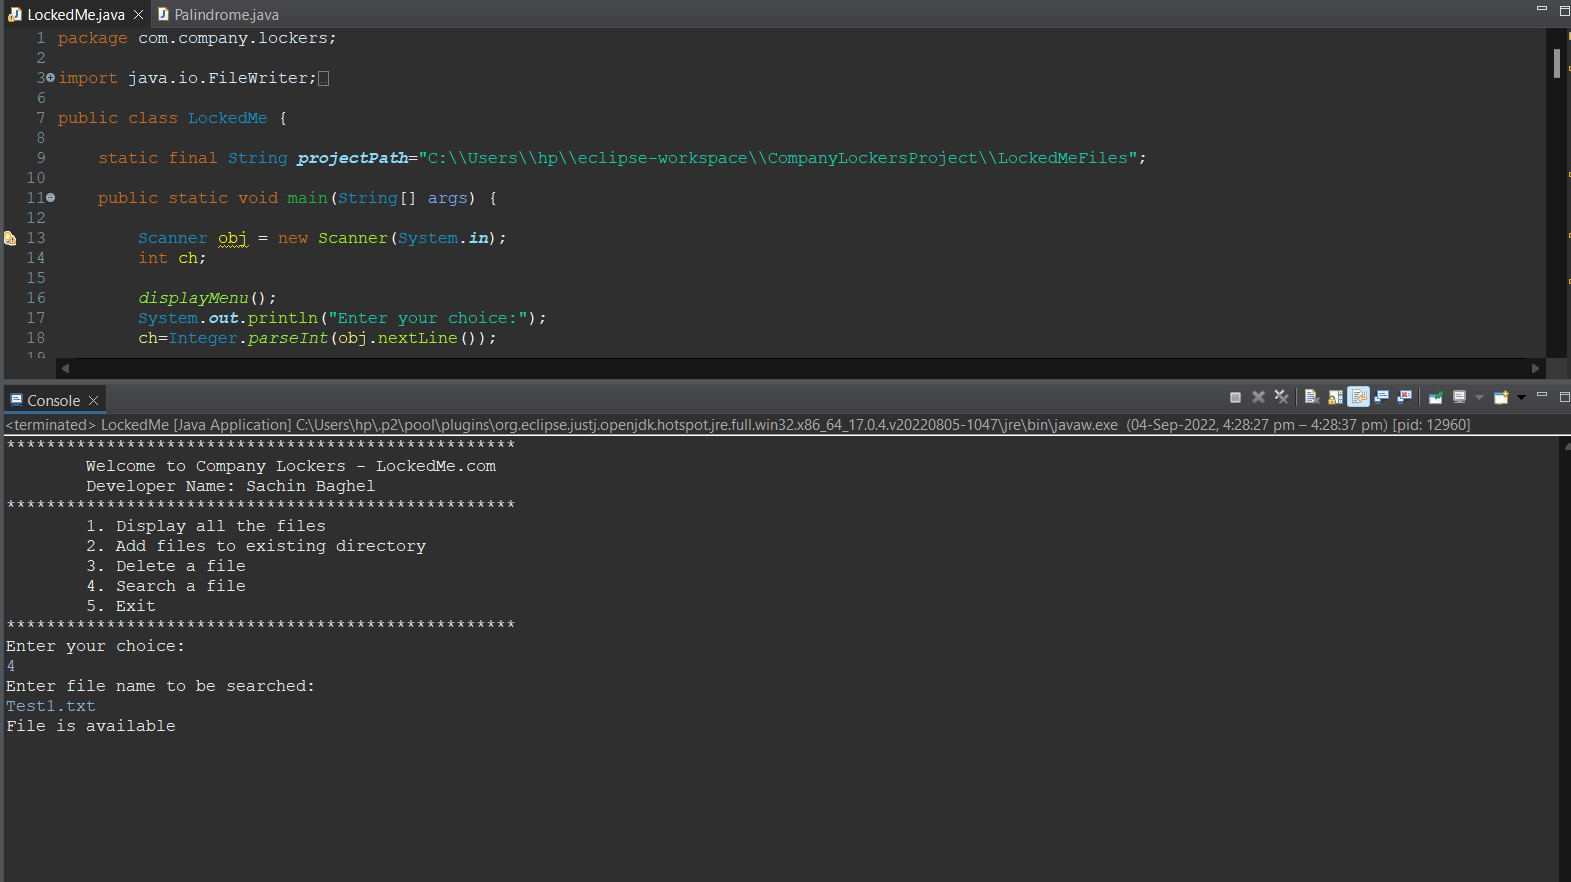 LockedMe.java Palindrome.java
1 package com.company.lockers;
2
3 import java.io.FileWriter;
6
7 public class LockedMe {
8
9 static final String projectPath="C:\\Users\\hp\\eclipse-workspace\\CompanyLockersProject\\LockedMeFiles";
10
11 public static void main(String[] args) {
12
13 Scanner obj = new Scanner(System.in);
14 int ch;
15
16 displayMenu();
17 System.out.println("Enter your choice:");
18 ch=Integer.parseInt(obj.nextLine());
19
Console
<terminated> LockedMe [Java Application] C:\Users\hp\.p2\pool\plugins\org.eclipse.justj.openjdk.hotspot.jre.full.win32.x86_64_17.0.4.v20220805-1047\jre\bin\javaw.exe (04-Sep-2022, 4:28:27 pm – 4:28:37 pm) [pid: 12960]
***************************************************
Welcome to Company Lockers - LockedMe.com
Developer Name: Sachin Baghel
***************************************************
1. Display all the files
2. Add files to existing directory
3. Delete a file
4. Search a file
5. Exit
***************************************************
Enter your choice:
4
Enter file name to be searched:
Test1.txt
File is available